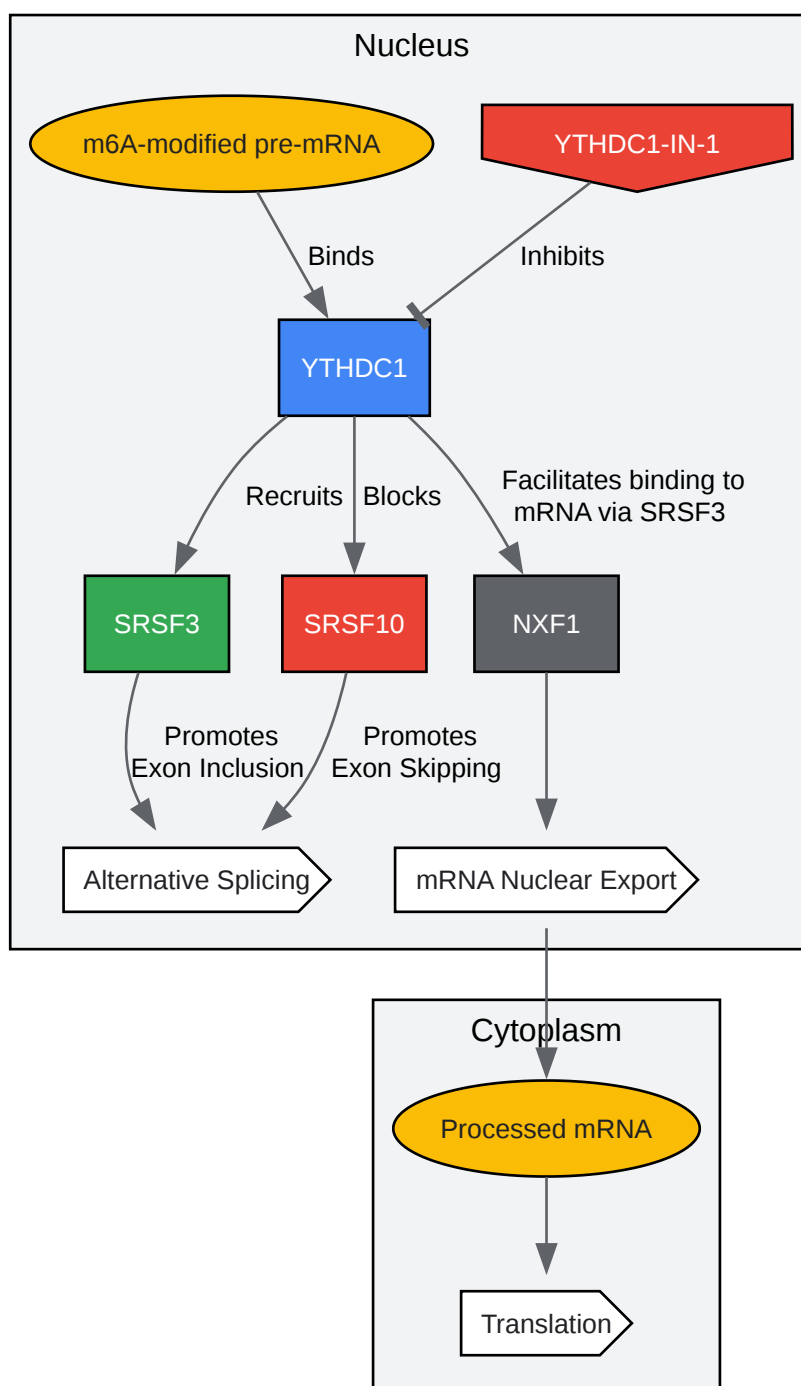 Nucleus
m6A-modified pre-mRNA
YTHDC1-IN-1
Binds
Inhibits
YTHDC1
Recruits
Blocks
Facilitates binding to
mRNA via SRSF3
SRSF3
SRSF10
NXF1
Promotes
Exon Inclusion
Promotes
Exon Skipping
Alternative Splicing
mRNA Nuclear Export
Cytoplasm
Processed mRNA
Translation